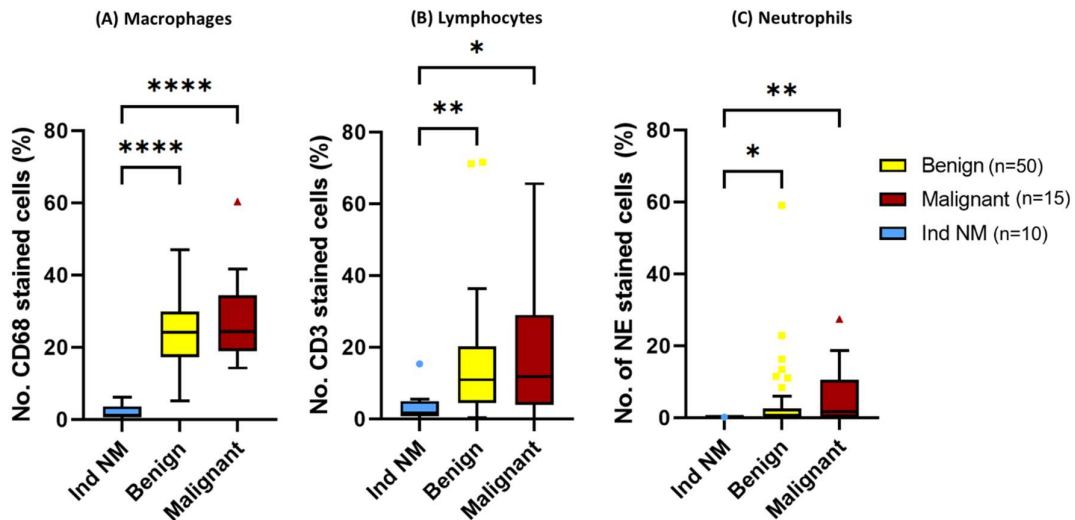 (A) Macrophages
(B) Lymphocytes
(C) Neutrophils
No. CD68 stained cells (%)
80
60
40
20
0
****
****
Ind NM
Benign
Malignant
No. CD3 stained cells (%)
80
60
40
20
0
**
*
Ind NM
Benign
Malignant
No. of NE stained cells (%)
80
60
40
20
0
*
**
Ind NM
Benign
Malignant
Benign (n=50)
Malignant (n=15)
Ind NM (n=10)